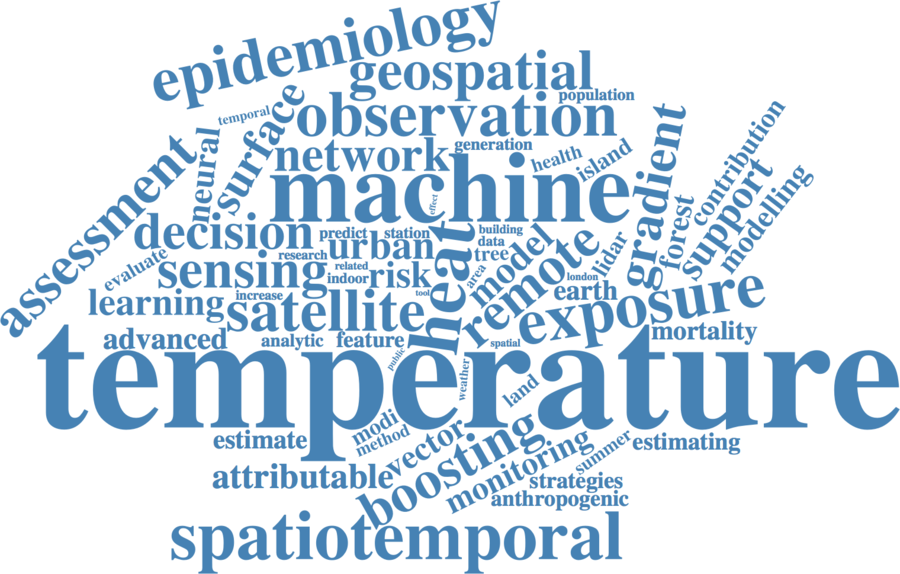 epidemiology
geospatial
population
temporal
observation
surface
neural
assessment
network
generation
health
island
gradient
contribution
machine
effect
forest
support
modelling
decision
predict
station
building
urban
data
tree
model
lidar
research
evaluate
sensing
related
indoor
risk
heat
area
remote
london
earth
learning
increase
tool
satellite
exposure
advanced
analytic
feature
spatial
mortality
public
temperature
weather
land
estimate
modi
method
vector
boosting
monitoring
summer
estimating
attributable
strategies
anthropogenic
spatiotemporal